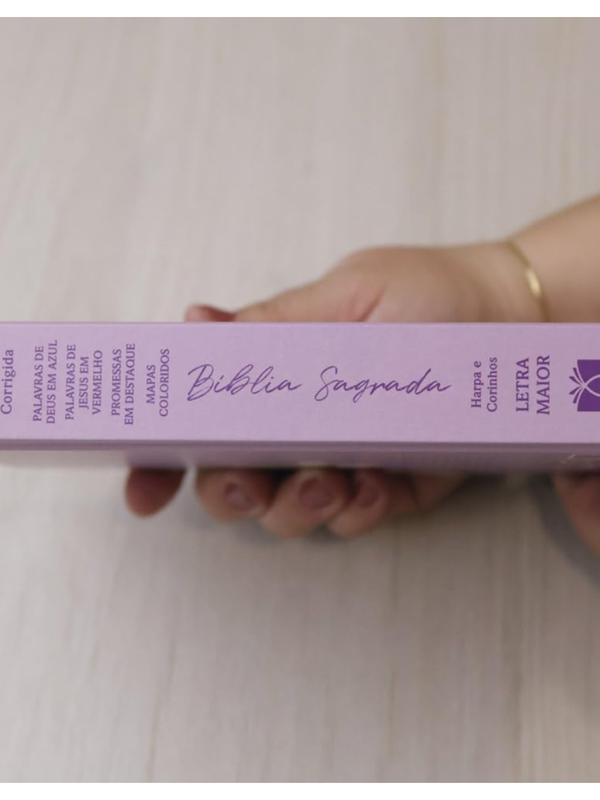 Corrigida
PALAVRAS DE
DEUS EM AZUL
PALAVRAS DE
JESUS EM
VERMELHO
PROMESSAS
EM DESTAQUE
MAPAS
COLORIDOS
Bíblia Sagrada
Harpa e
Corinhos
LETRA
MAIOR